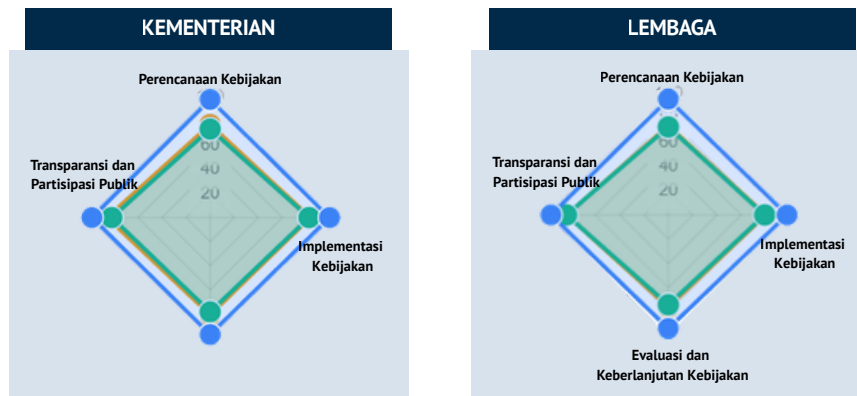 KEMENTERIAN
Perencanaan Kebijakan
60
40
20
Transparansi dan
Partisipasi Publik
Implementasi
Kebijakan
LEMBAGA
Perencanaan Kebijakan
60
40
20
Transparansi dan
Partisipasi Publik
Implementasi
Kebijakan
Evaluasi dan
Keberlanjutan Kebijakan